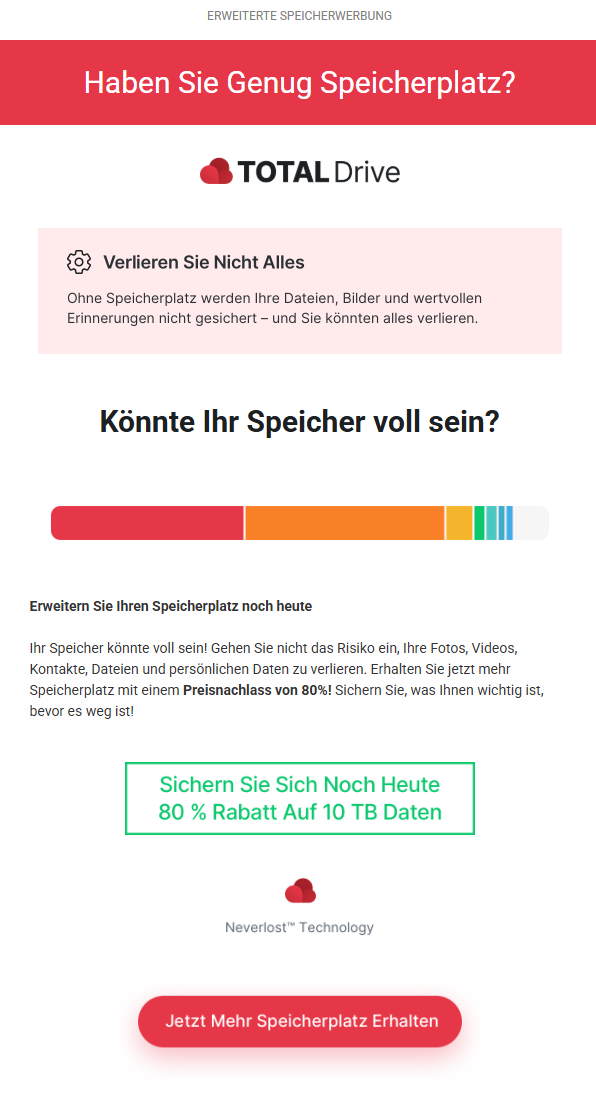 ERWEITERTE SPEICHERWERBUNG
Haben Sie Genug Speicherplatz?
TOTAL Drive
Verlieren Sie Nicht Alles
Ohne Speicherplatz werden Ihre Dateien, Bilder und wertvollen
Erinnerungen nicht gesichert – und Sie könnten alles verlieren.
Könnte Ihr Speicher voll sein?
Erweitern Sie Ihren Speicherplatz noch heute
Ihr Speicher könnte voll sein! Gehen Sie nicht das Risiko ein, Ihre Fotos, Videos,
Kontakte, Dateien und persönlichen Daten zu verlieren. Erhalten Sie jetzt mehr
Speicherplatz mit einem Preisnachlass von 80%! Sichern Sie, was Ihnen wichtig ist,
bevor es weg ist!
Sichern Sie Sich Noch Heute
80 % Rabatt Auf 10 TB Daten
Neverlost™ Technology
Jetzt Mehr Speicherplatz Erhalten